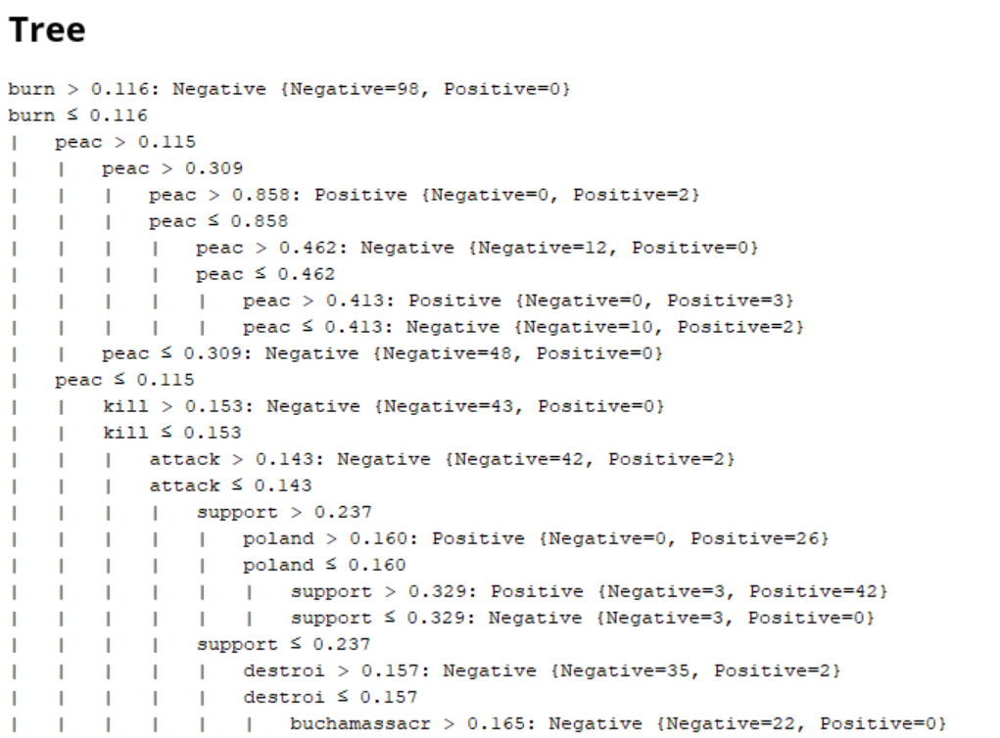 Tree
burn > 0.116: Negative {Negative=98, Positive=0}
burn ≤ 0.116
|   peac > 0.115
|   |   peac > 0.309
|   |   |   peac > 0.858: Positive {Negative=0, Positive=2}
|   |   |   peac ≤ 0.858
|   |   |   |   peac > 0.462: Negative {Negative=12, Positive=0}
|   |   |   |   peac ≤ 0.462
|   |   |   |   |   peac > 0.413: Positive {Negative=0, Positive=3}
|   |   |   |   |   peac ≤ 0.413: Negative {Negative=10, Positive=2}
|   |   peac ≤ 0.309: Negative {Negative=48, Positive=0}
|   peac ≤ 0.115
|   |   kill > 0.153: Negative {Negative=43, Positive=0}
|   |   kill ≤ 0.153
|   |   |   attack > 0.143: Negative {Negative=42, Positive=2}
|   |   |   attack ≤ 0.143
|   |   |   |   support > 0.237
|   |   |   |   |   poland > 0.160: Positive {Negative=0, Positive=26}
|   |   |   |   |   poland ≤ 0.160
|   |   |   |   |   |   support > 0.329: Positive {Negative=3, Positive=42}
|   |   |   |   |   |   support ≤ 0.329: Negative {Negative=3, Positive=0}
|   |   |   |   support ≤ 0.237
|   |   |   |   |   destroi > 0.157: Negative {Negative=35, Positive=2}
|   |   |   |   |   destroi ≤ 0.157
|   |   |   |   |   |   buchamassacr > 0.165: Negative {Negative=22, Positive=0}